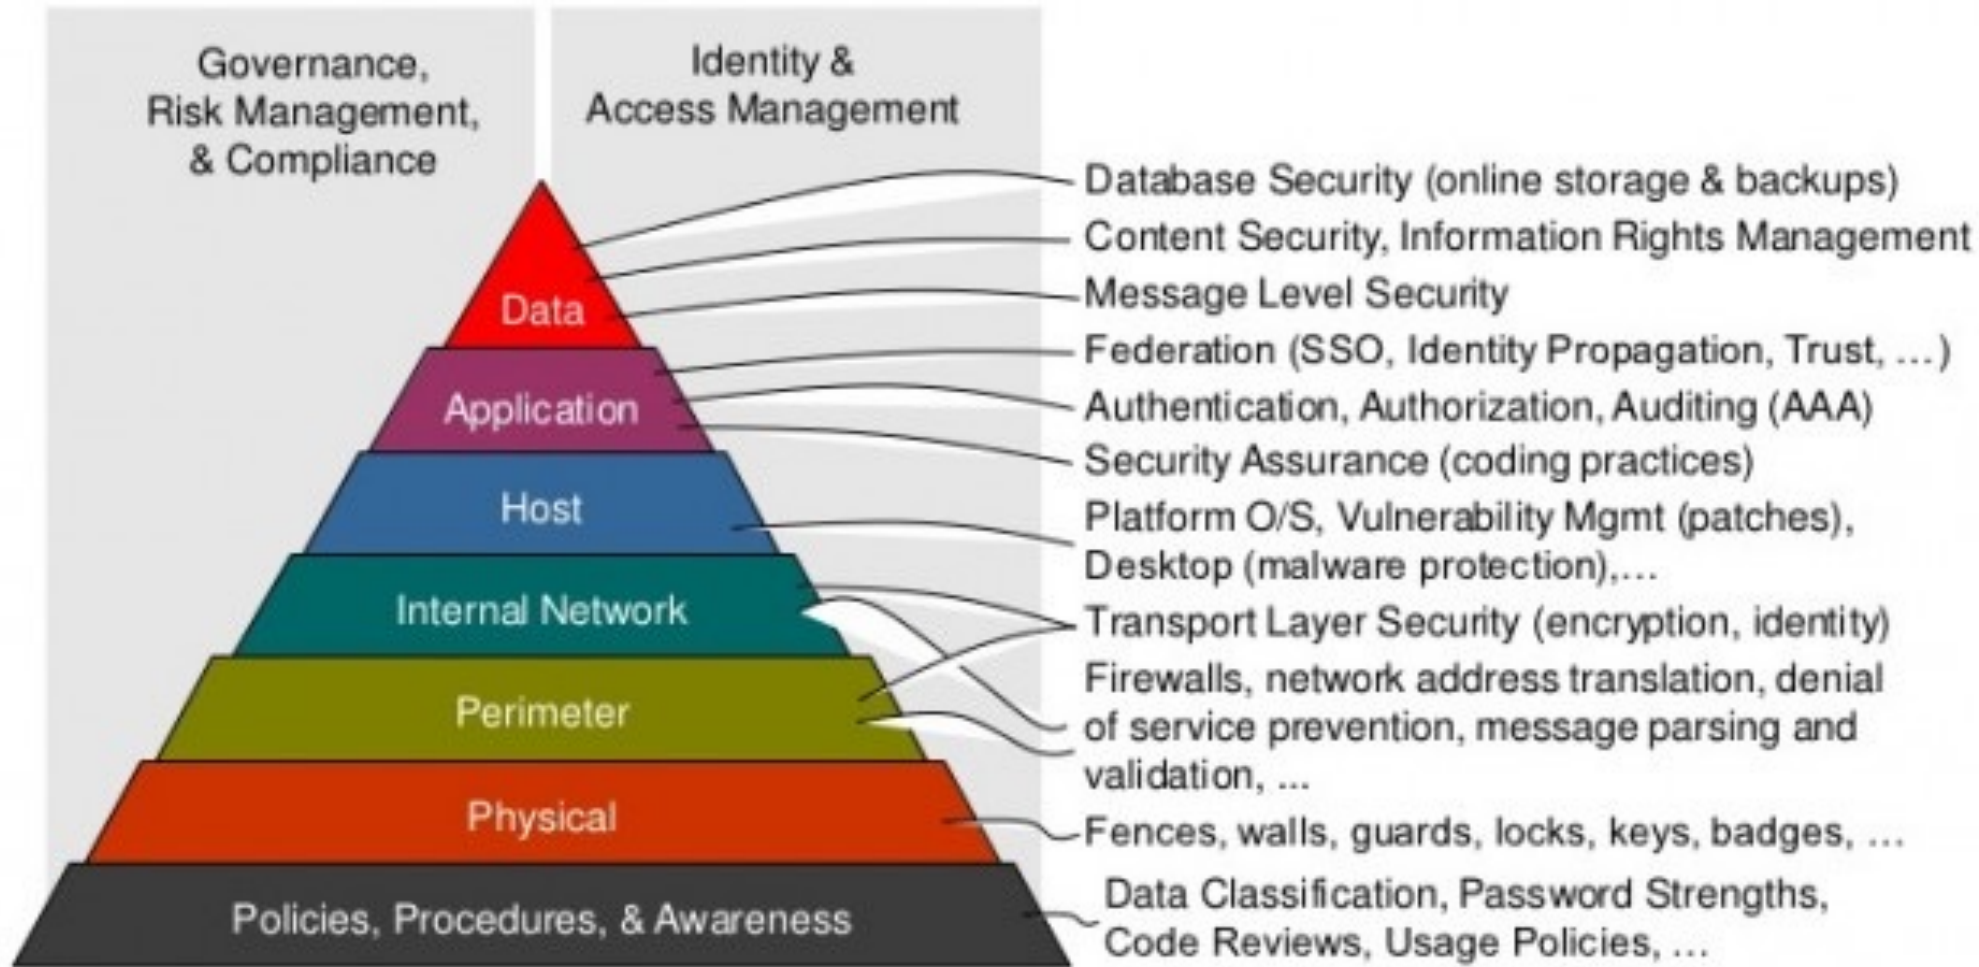 Governance,
Risk Management,
& Compliance
Identity &
Access Management
Data
Application
Host
Internal Network
Perimeter
Physical
Policies, Procedures, & Awareness
Database Security (online storage & backups)
Content Security, Information Rights Management
Message Level Security
Federation (SSO, Identity Propagation, Trust, ...)
Authentication, Authorization, Auditing (AAA)
Security Assurance (coding practices)
Platform O/S, Vulnerability Mgmt (patches),
Desktop (malware protection),...
Transport Layer Security (encryption, identity)
Firewalls, network address translation, denial
of service prevention, message parsing and
validation, ...
Fences, walls, guards, locks, keys, badges, ...
Data Classification, Password Strengths,
Code Reviews, Usage Policies, ...